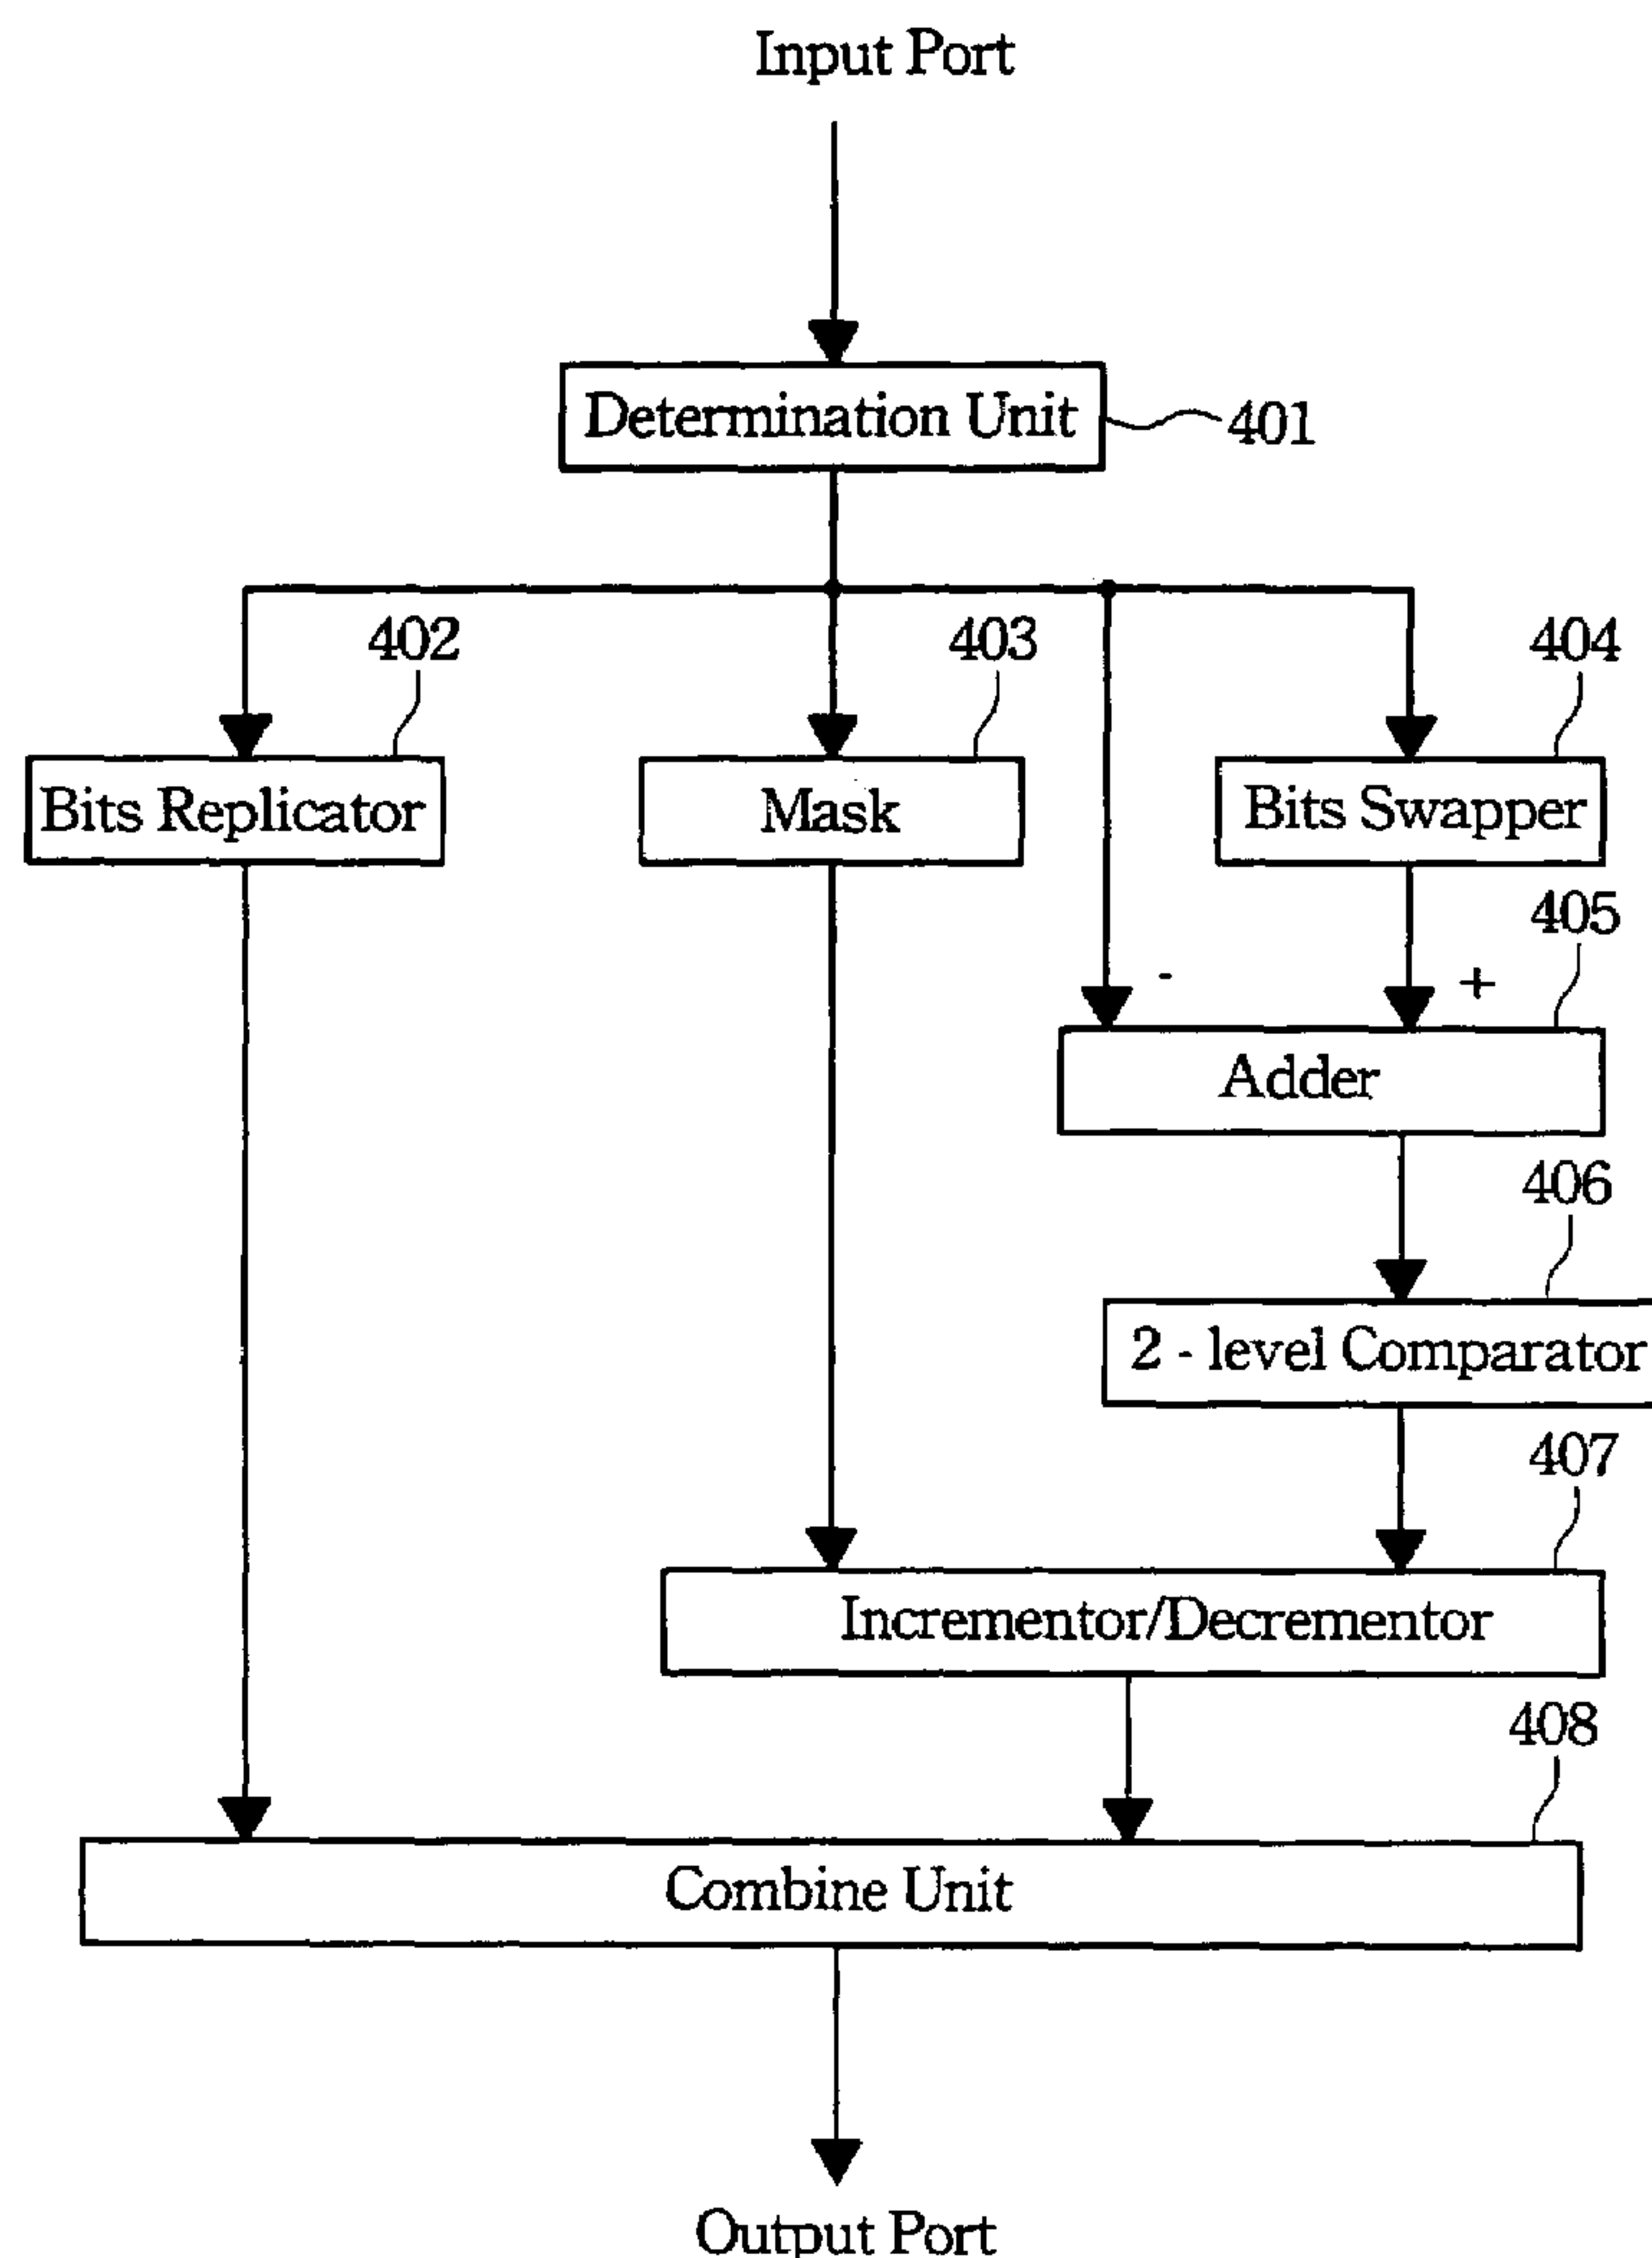 Input Port
Determination Unit
401
402
403
404
Bits Replicator
Mask
Bits Swapper
405
-
+
Adder
406
2 - level Comparator
407
Incrementor/Decrementor
408
Combine Unit
Output Port